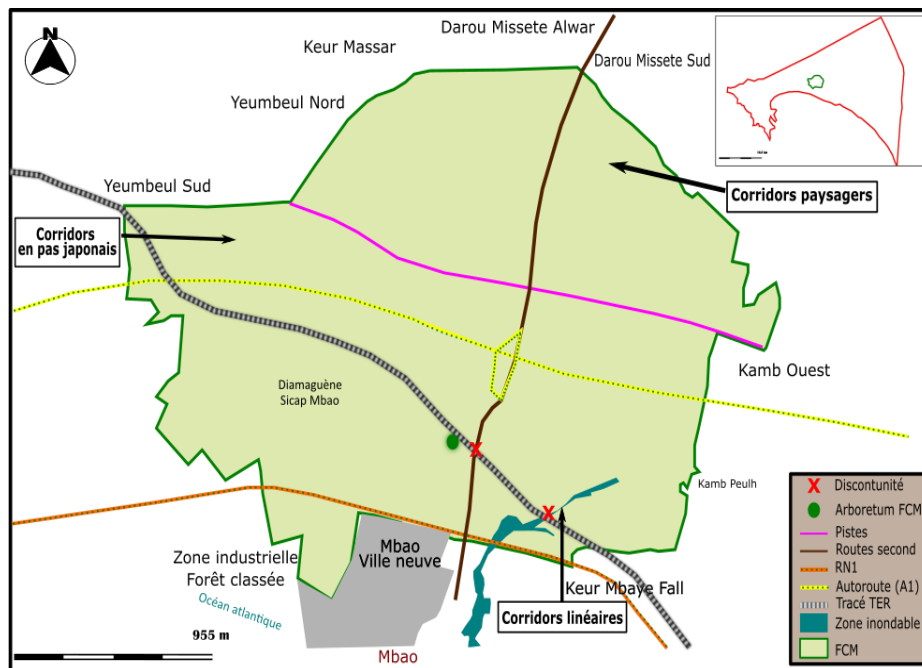 N
Darou Missete Alwar
Keur Massar
Darou Missete Sud
Yeumbeul Nord
Yeumbeul Sud
Corridors paysagers
Corridors
en pas japonais
Diamaguène
Sicap Mbao
Kamb Ouest
Kamb Peulh
X
X
Mbao
Ville neuve
Zone industrielle
Forêt classée
Océan atlantique
Keur Mbaye Fall
Corridors linéaires
955 m
Mbao
X Discontunité
Arboretum FCM
Pistes
Routes second
RN1
Autoroute (A1)
Tracé TER
Zone inondable
FCM